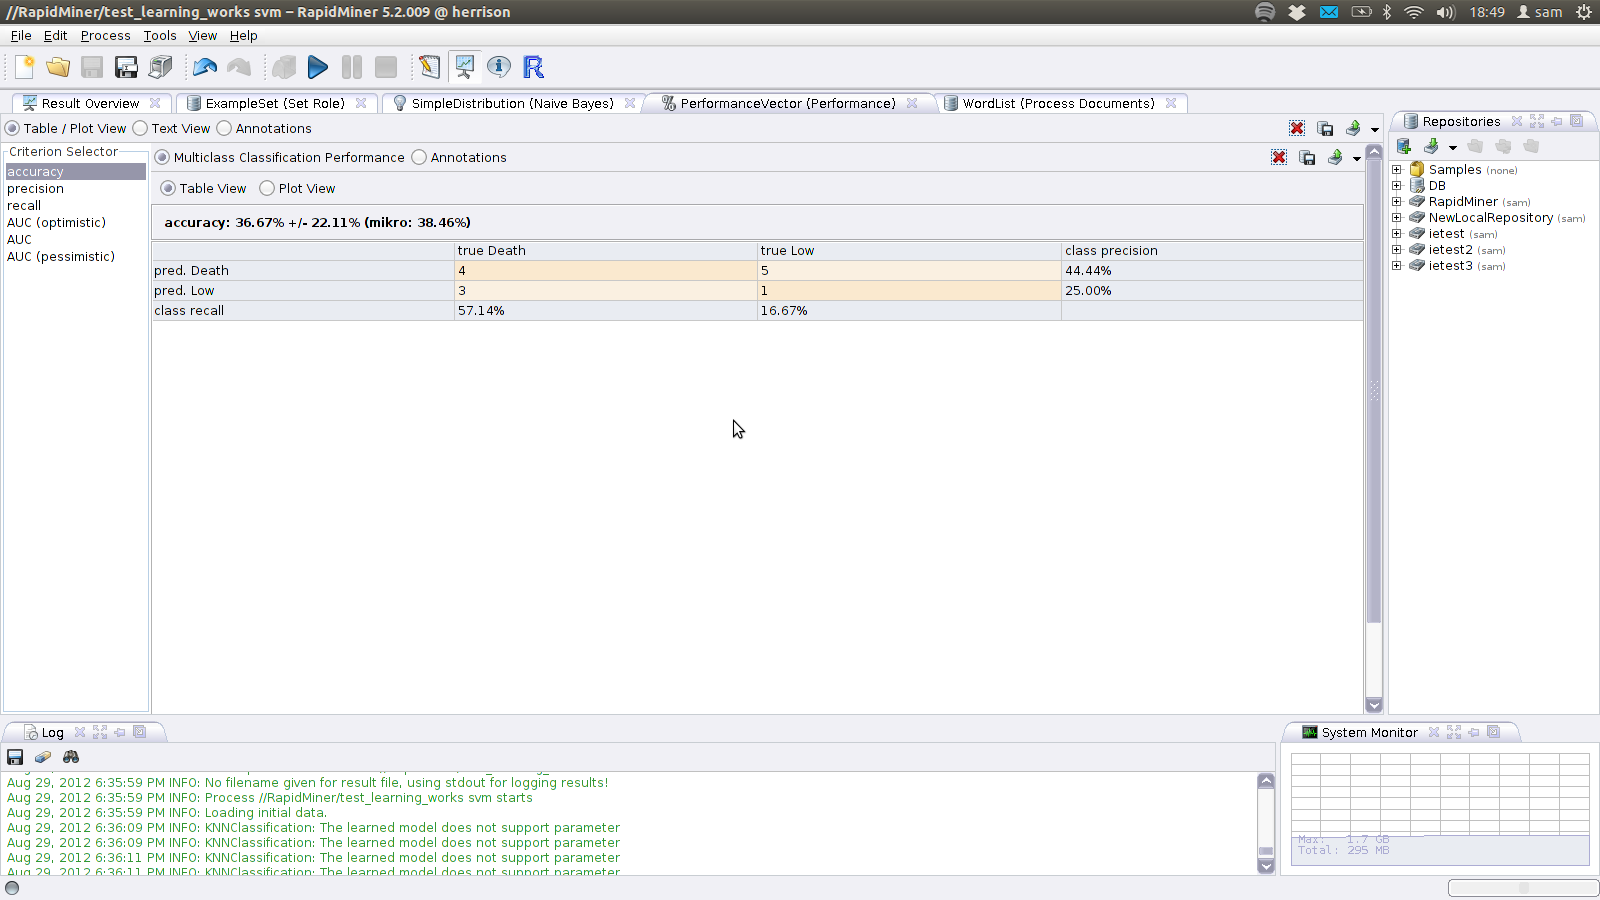 //RapidMiner/test_learning_works svm – RapidMiner 5.2.009 @ herrison
18:49 sam
File Edit Process Tools View Help
Result Overview
ExampleSet (Set Role)
SimpleDistribution (Naive Bayes)
PerformanceVector (Performance)
WordList (Process Documents)
Table / Plot View Text View Annotations
Criterion Selector
accuracy
precision
recall
AUC (optimistic)
AUC
AUC (pessimistic)
Multiclass Classification Performance Annotations
Table View Plot View
accuracy: 36.67% +/- 22.11% (mikro: 38.46%)
true Death true Low class precision
pred. Death 4 5 44.44%
pred. Low 3 1 25.00%
class recall 57.14% 16.67%
Repositories
Samples (none)
DB
RapidMiner (sam)
NewLocalRepository (sam)
ietest (sam)
ietest2 (sam)
ietest3 (sam)
Log
Aug 29, 2012 6:35:59 PM INFO: No filename given for result file, using stdout for logging results!
Aug 29, 2012 6:35:59 PM INFO: Process //RapidMiner/test_learning_works svm starts
Aug 29, 2012 6:35:59 PM INFO: Loading initial data.
Aug 29, 2012 6:36:09 PM INFO: KNNClassification: The learned model does not support parameter
Aug 29, 2012 6:36:09 PM INFO: KNNClassification: The learned model does not support parameter
Aug 29, 2012 6:36:11 PM INFO: KNNClassification: The learned model does not support parameter
Aug 29, 2012 6:36:11 PM INFO: KNNClassification: The learned model does not support parameter
System Monitor
Max: 1.7 GB
Total: 295 MB